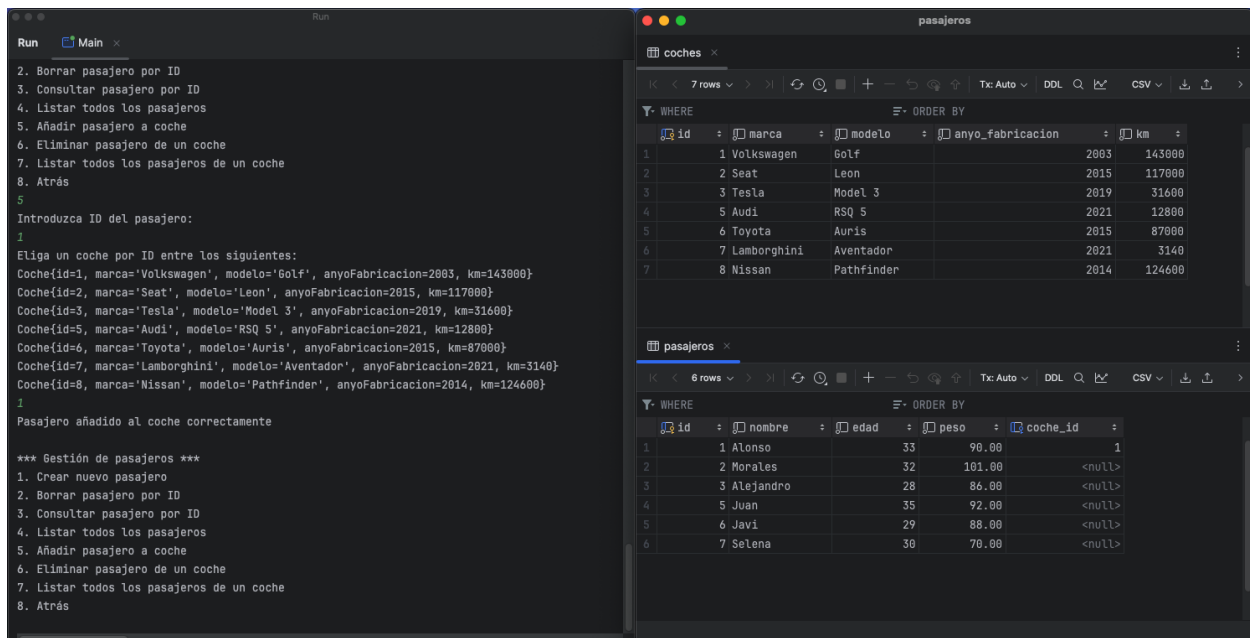 Run
Run Main
2. Borrar pasajero por ID
3. Consultar pasajero por ID
4. Listar todos los pasajeros
5. Añadir pasajero a coche
6. Eliminar pasajero de un coche
7. Listar todos los pasajeros de un coche
8. Atrás
5
Introduzca ID del pasajero:
1
Eliga un coche por ID entre los siguientes:
Coche{id=1, marca='Volkswagen', modelo='Golf', anyoFabricacion=2003, km=143000}
Coche{id=2, marca='Seat', modelo='Leon', anyoFabricacion=2015, km=117000}
Coche{id=3, marca='Tesla', modelo='Model 3', anyoFabricacion=2019, km=31600}
Coche{id=5, marca='Audi', modelo='RSQ 5', anyoFabricacion=2021, km=12800}
Coche{id=6, marca='Toyota', modelo='Auris', anyoFabricacion=2015, km=87000}
Coche{id=7, marca='Lamborghini', modelo='Aventador', anyoFabricacion=2021, km=3140}
Coche{id=8, marca='Nissan', modelo='Pathfinder', anyoFabricacion=2014, km=124600}
1
Pasajero añadido al coche correctamente
*** Gestión de pasajeros ***
1. Crear nuevo pasajero
2. Borrar pasajero por ID
3. Consultar pasajero por ID
4. Listar todos los pasajeros
5. Añadir pasajero a coche
6. Eliminar pasajero de un coche
7. Listar todos los pasajeros de un coche
8. Atrás
pasajeros
coches
7 rows Tx: Auto DDL CSV
WHERE ORDER BY
id marca modelo anyo_fabricacion km
1 1 Volkswagen Golf 2003 143000
2 2 Seat Leon 2015 117000
3 3 Tesla Model 3 2019 31600
4 5 Audi RSQ 5 2021 12800
5 6 Toyota Auris 2015 87000
6 7 Lamborghini Aventador 2021 3140
7 8 Nissan Pathfinder 2014 124600
pasajeros
6 rows Tx: Auto DDL CSV
WHERE ORDER BY
id nombre edad peso coche_id
1 1 Alonso 33 90.00 1
2 2 Morales 32 101.00 <null>
3 3 Alejandro 28 86.00 <null>
4 5 Juan 35 92.00 <null>
5 6 Javi 29 88.00 <null>
6 7 Selena 30 70.00 <null>